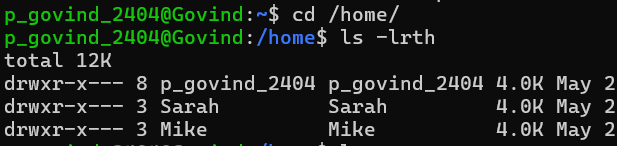 p_govind_2404@Govind:~$ cd /home/
p_govind_2404@Govind:/home$ ls -lrth
total 12K
drwxr-x--- 8 p_govind_2404 p_govind_2404 4.0K May 2
drwxr-x--- 3 Sarah         Sarah         4.0K May 2
drwxr-x--- 3 Mike          Mike          4.0K May 2